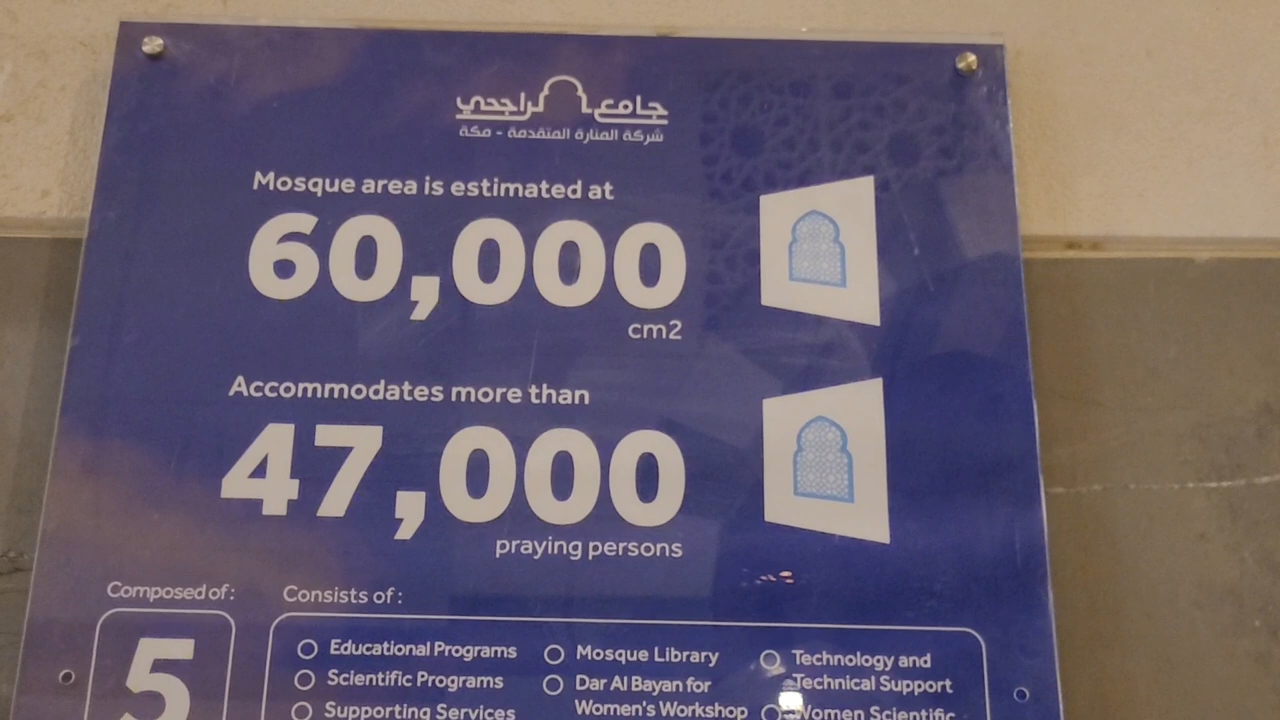 جامع الراجحي
شركة المنارة المتقدمة - مكة
Mosque area is estimated at
60,000
cm2
Accommodates more than
47,000
praying persons
Composed of:
5
Consists of:
Educational Programs
Scientific Programs
Supporting Services
Mosque Library
Dar Al Bayan for
Women's Workshop
Technology and
Technical Support
Women Scientific